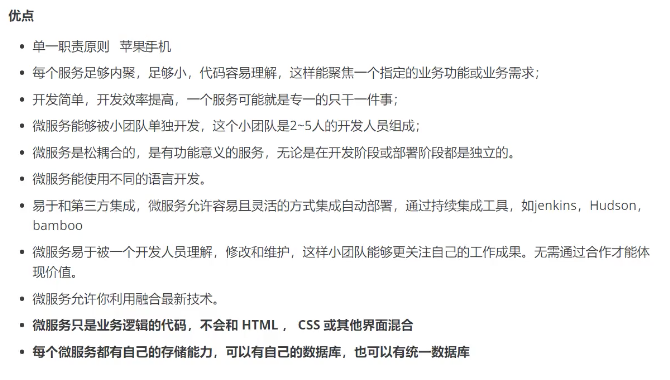 优点
单一职责原则 苹果手机
每个服务足够内聚，足够小，代码容易理解，这样能聚焦一个指定的业务功能或业务需求；
开发简单，开发效率提高，一个服务可能就是专一的只干一件事；
微服务能够被小团队单独开发，这个小团队是2~5人的开发人员组成；
微服务是松耦合的，是有功能意义的服务，无论是在开发阶段或部署阶段都是独立的。
微服务能使用不同的语言开发。
易于和第三方集成，微服务允许容易且灵活的方式集成自动部署，通过持续集成工具，如jenkins，Hudson，
bamboo
微服务易于被一个开发人员理解，修改和维护，这样小团队能够更关注自己的工作成果。无需通过合作才能体
现价值。
微服务允许你利用融合最新技术。
微服务只是业务逻辑的代码，不会和 HTML ， CSS 或其他界面混合
每个微服务都有自己的存储能力，可以有自己的数据库，也可以有统一数据库